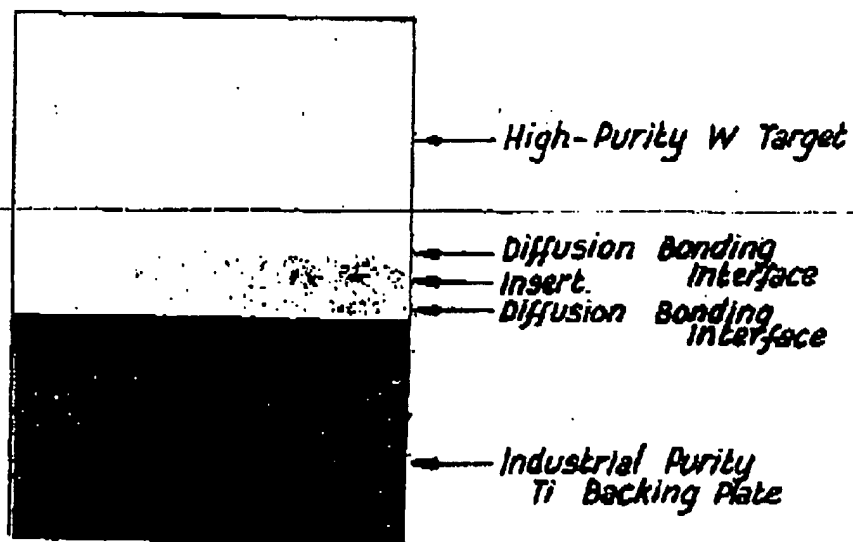 High-Purity W Target
Diffusion Bonding
Interface
Insert.
Diffusion Bonding
Interface
Industrial Purity
Ti Backing Plate